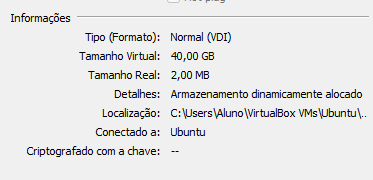 Informações
Tipo (Formato): Normal (VDI)
Tamanho Virtual: 40,00 GB
Tamanho Real: 2,00 MB
Detalhes: Armazenamento dinamicamente alocado
Localização: C:\Users\Aluno\VirtualBox VMs\Ubuntu\...
Conectado a: Ubuntu
Criptografado com a chave: --